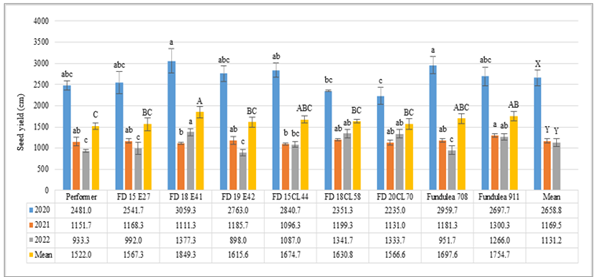 Seed yield (cm)
4000
3500
3000
2500
2000
1500
1000
500
0
abc ab c C
abc ab c BC
a b a A
abc ab c BC
ab b bc ABC
bc ab ab BC
c ab ab BC
a ab c ABC
abc a ab AB
X Y Y
Performer FD 15 E27 FD 18 E41 FD 19 E42 FD 15CL44 FD 18CL58 FD 20CL70 Fundulea 708 Fundulea 911 Mean
2020 2481.0 2541.7 3059.3 2763.0 2840.7 2351.3 2235.0 2959.7 2697.7 2658.8
2021 1151.7 1168.3 1111.3 1185.7 1096.3 1199.3 1131.0 1181.3 1300.3 1169.5
2022 933.3 992.0 1377.3 898.0 1087.0 1341.7 1333.7 951.7 1266.0 1131.2
Mean 1522.0 1567.3 1849.3 1615.6 1674.7 1630.8 1566.6 1697.6 1754.7